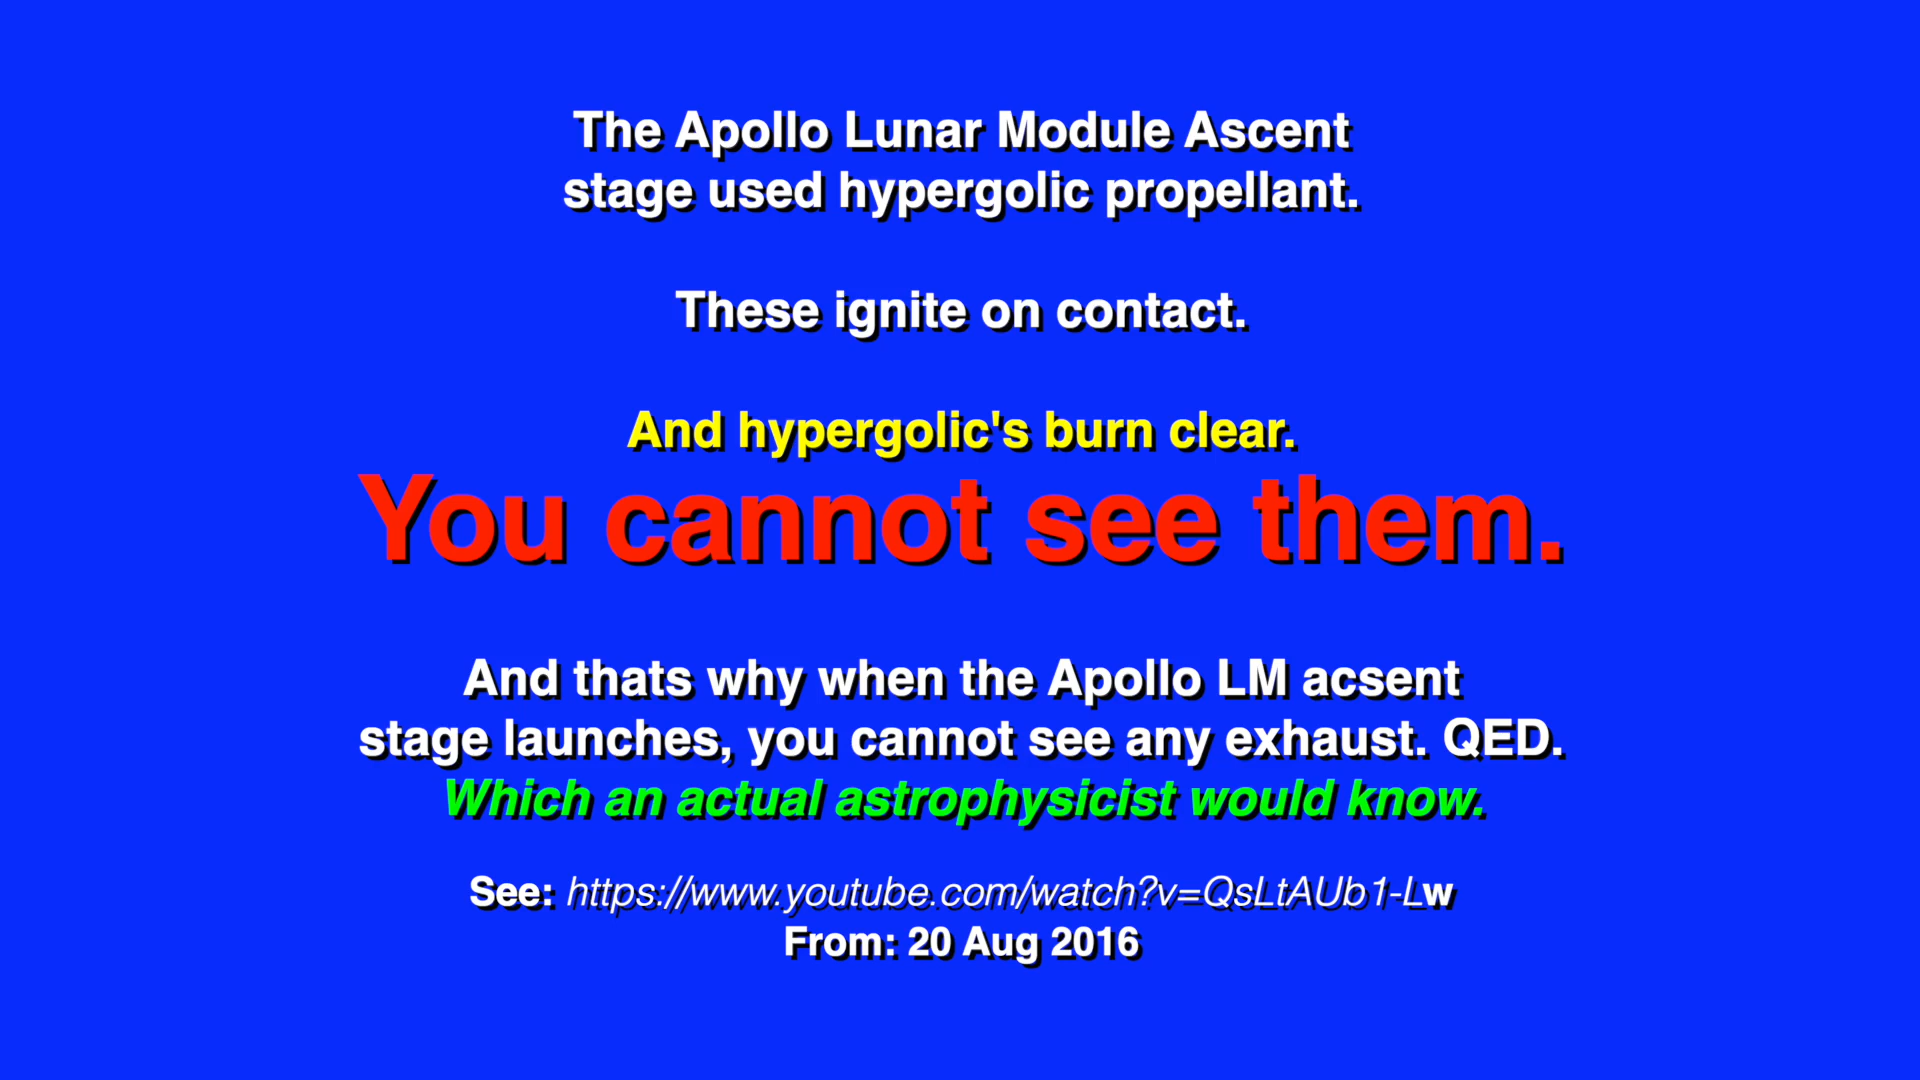 The Apollo Lunar Module Ascent
stage used hypergolic propellant.
These ignite on contact.
And hypergolic's burn clear.
You cannot see them.
And thats why when the Apollo LM acsent
stage launches, you cannot see any exhaust. QED.
Which an actual astrophysicist would know.
See: https://www.youtube.com/watch?v=QsLtAUb1-Lw
From: 20 Aug 2016